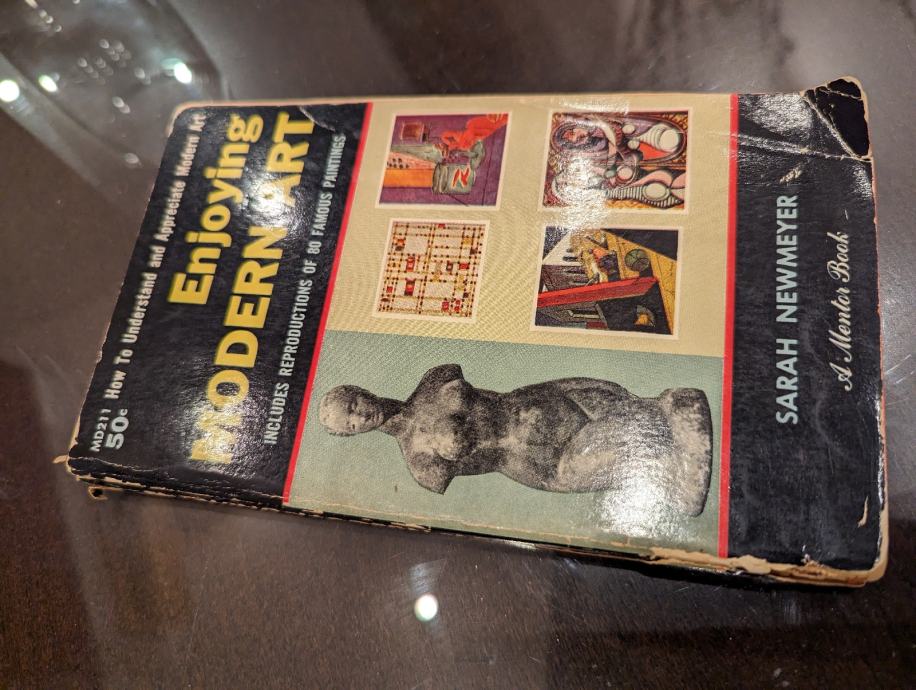 MD211 How To Understand and Appreciate Modern Art
50c
Enjoying
MODERN ART
INCLUDES REPRODUCTIONS OF 80 FAMOUS PAINTINGS
SARAH NEWMEYER
A Mentor Book